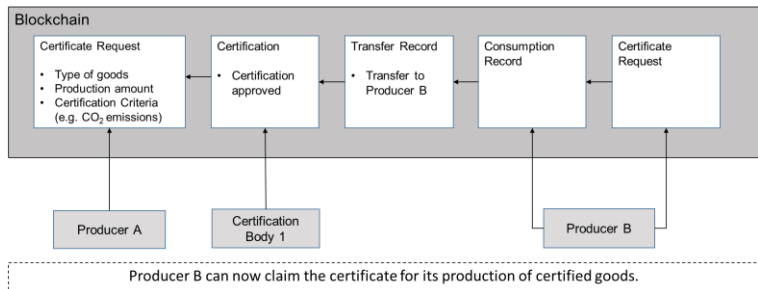 Blockchain
Certificate Request
• Type of goods
• Production amount
• Certification Criteria
(e.g. CO₂ emissions)
Certification
• Certification
approved
Transfer Record
• Transfer to
Producer B
Consumption
Record
Certificate
Request
Producer A
Certification
Body 1
Producer B
Producer B can now claim the certificate for its production of certified goods.